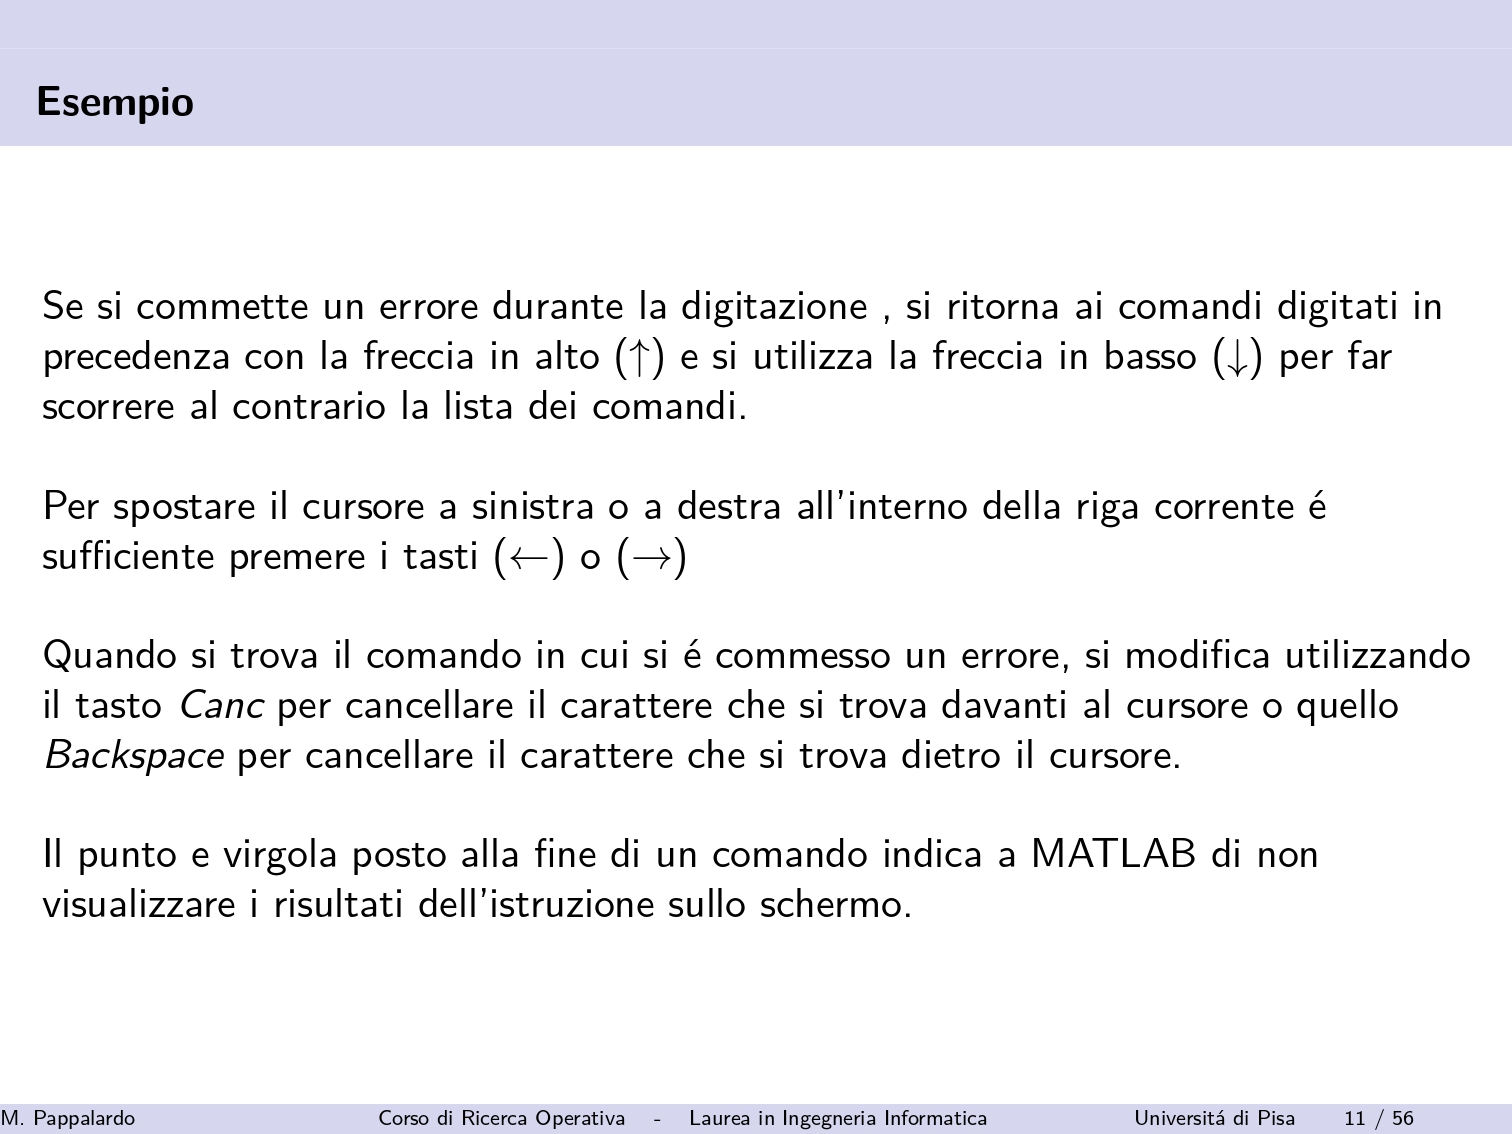 Esempio
Se si commette un errore durante la digitazione , si ritorna ai comandi digitati in
precedenza con la freccia in alto (↑) e si utilizza la freccia in basso (↓) per far
scorrere al contrario la lista dei comandi.
Per spostare il cursore a sinistra o a destra all'interno della riga corrente é
sufficiente premere i tasti (←) o (→)
Quando si trova il comando in cui si é commesso un errore, si modifica utilizzando
il tasto Canc per cancellare il carattere che si trova davanti al cursore o quello
Backspace per cancellare il carattere che si trova dietro il cursore.
Il punto e virgola posto alla fine di un comando indica a MATLAB di non
visualizzare i risultati dell'istruzione sullo schermo.
M. Pappalardo Corso di Ricerca Operativa - Laurea in Ingegneria Informatica Universitá di Pisa 11 / 56